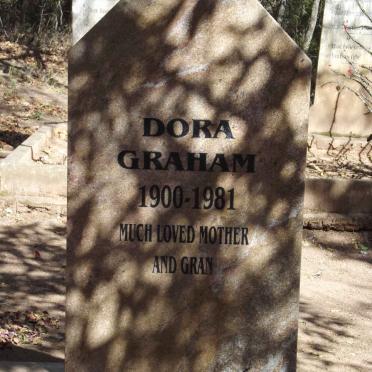 DORA
GRAHAM
1900-1981
MUCH LOVED MOTHER
AND GRAN